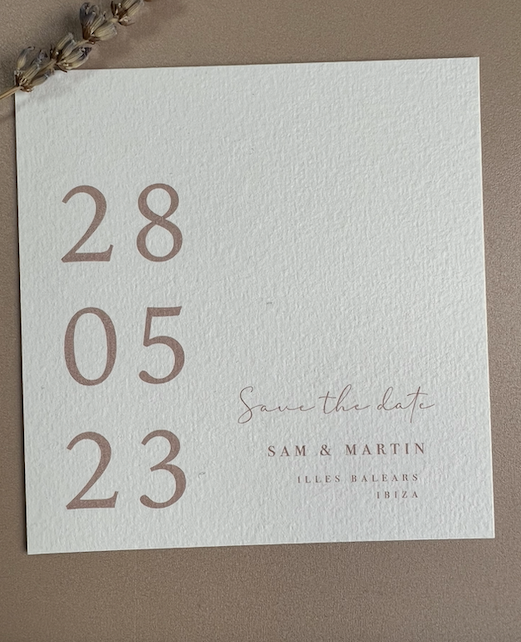 28
05
23
Save the date
SAM & MARTIN
ILLES BALEARS
IBIZA